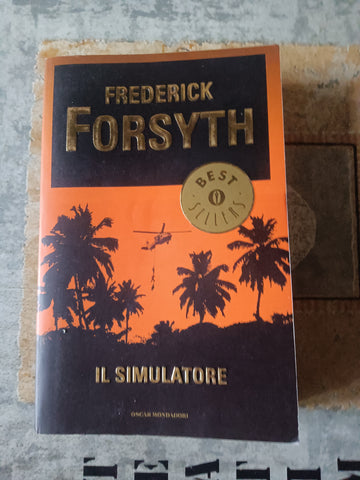 FREDERICK
FORSYTH
BEST
SELLERS
IL SIMULATORE
OSCAR MONDADORI